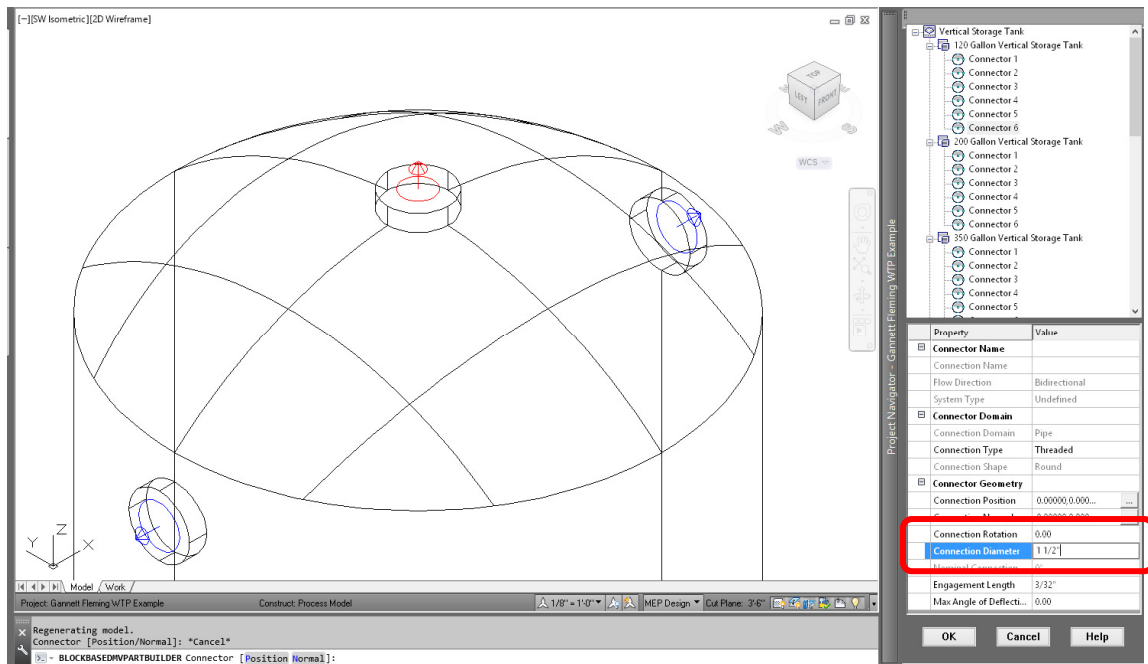 [−][SW Isometric][2D Wireframe]
TOP
LEFT
FRONT
W
S
WCS
Z
Y
X
Model
Work
Project: Gannett Fleming WTP Example
Construct: Process Model
1/8" = 1'-0"
MEP Design
Cut Plane: 3'-6"
Regenerating model.
Connector [Position/Normal]: *Cancel*
BLOCKBASEDMVPARTBUILDER Connector [Position Normal]:
Project Navigator - Gannett Fleming WTP Example
Vertical Storage Tank
120 Gallon Vertical Storage Tank
Connector 1
Connector 2
Connector 3
Connector 4
Connector 5
Connector 6
200 Gallon Vertical Storage Tank
Connector 1
Connector 2
Connector 3
Connector 4
Connector 5
Connector 6
350 Gallon Vertical Storage Tank
Connector 1
Connector 2
Connector 3
Connector 4
Connector 5
Property Value
Connector Name
Connection Name
Flow Direction Bidirectional
System Type Undefined
Connector Domain
Connection Domain Pipe
Connection Type Threaded
Connection Shape Round
Connector Geometry
Connection Position 0.00000,0.000... ...
Connection Rotation 0.00
Connection Diameter 1 1/2"
Nominal Connection 0"
Engagement Length 3/32"
Max Angle of Deflecti... 0.00
OK Cancel Help